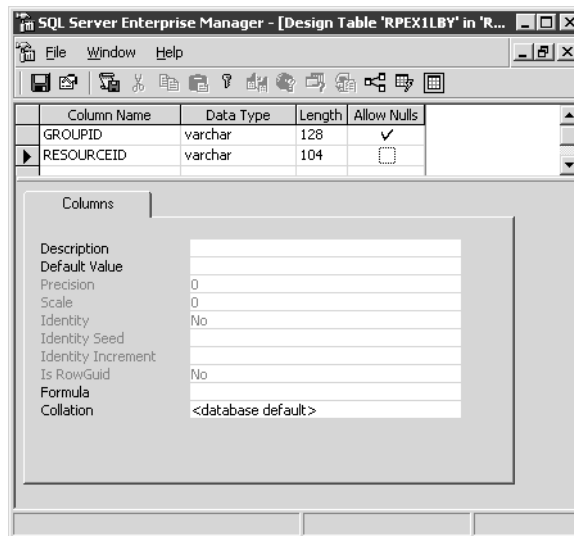 SQL Server Enterprise Manager - [Design Table 'RPEX1LBY' in 'R...
File Window Help
Column Name Data Type Length Allow Nulls
GROUPID varchar 128
RESOURCEID varchar 104
Columns
Description
Default Value
Precision 0
Scale 0
Identity No
Identity Seed
Identity Increment
Is RowGuid No
Formula
Collation <database default>